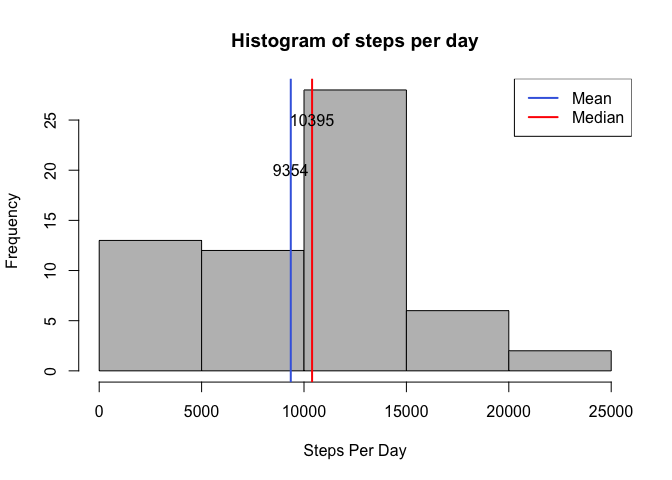 Histogram of steps per day
Mean
Median
10395
9354
Frequency
0
5
10
15
20
25
0 5000 10000 15000 20000 25000
Steps Per Day